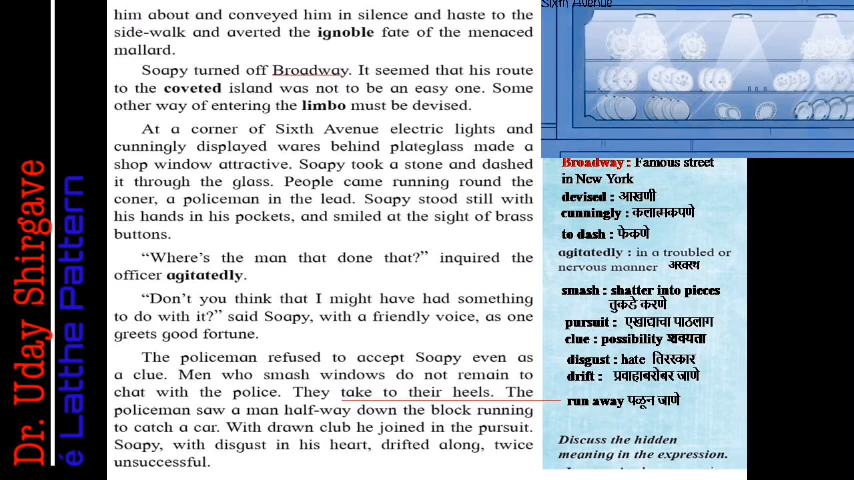 Dr. Uday Shirgave
é Latthe Pattern
him about and conveyed him in silence and haste to the
side-walk and averted the ignoble fate of the menaced
mallard.
Soapy turned off Broadway. It seemed that his route
to the coveted island was not to be an easy one. Some
other way of entering the limbo must be devised.
At a corner of Sixth Avenue electric lights and
cunningly displayed wares behind plateglass made a
shop window attractive. Soapy took a stone and dashed
it through the glass. People came running round the
coner, a policeman in the lead. Soapy stood still with
his hands in his pockets, and smiled at the sight of brass
buttons.
“Where's the man that done that?” inquired the
officer agitatedly.
“Don't you think that I might have had something
to do with it?” said Soapy, with a friendly voice, as one
greets good fortune.
The policeman refused to accept Soapy even as
a clue. Men who smash windows do not remain to
chat with the police. They take to their heels. The
policeman saw a man half-way down the block running
to catch a car. With drawn club he joined in the pursuit.
Soapy, with disgust in his heart, drifted along, twice
unsuccessful.
Sixth Avenue
Broadway : Famous street
in New York
devised : आखणी
cunningly : कलात्मकपणे
to dash : फेकणे
agitatedly : in a troubled or
nervous manner अस्वस्थ
smash : shatter into pieces
तुकडे करणे
pursuit : एखाद्याचा पाठलाग
clue : possibility शक्यता
disgust : hate तिरस्कार
drift : प्रवाहाबरोबर जाणे
run away पळून जाणे
Discuss the hidden
meaning in the expression.